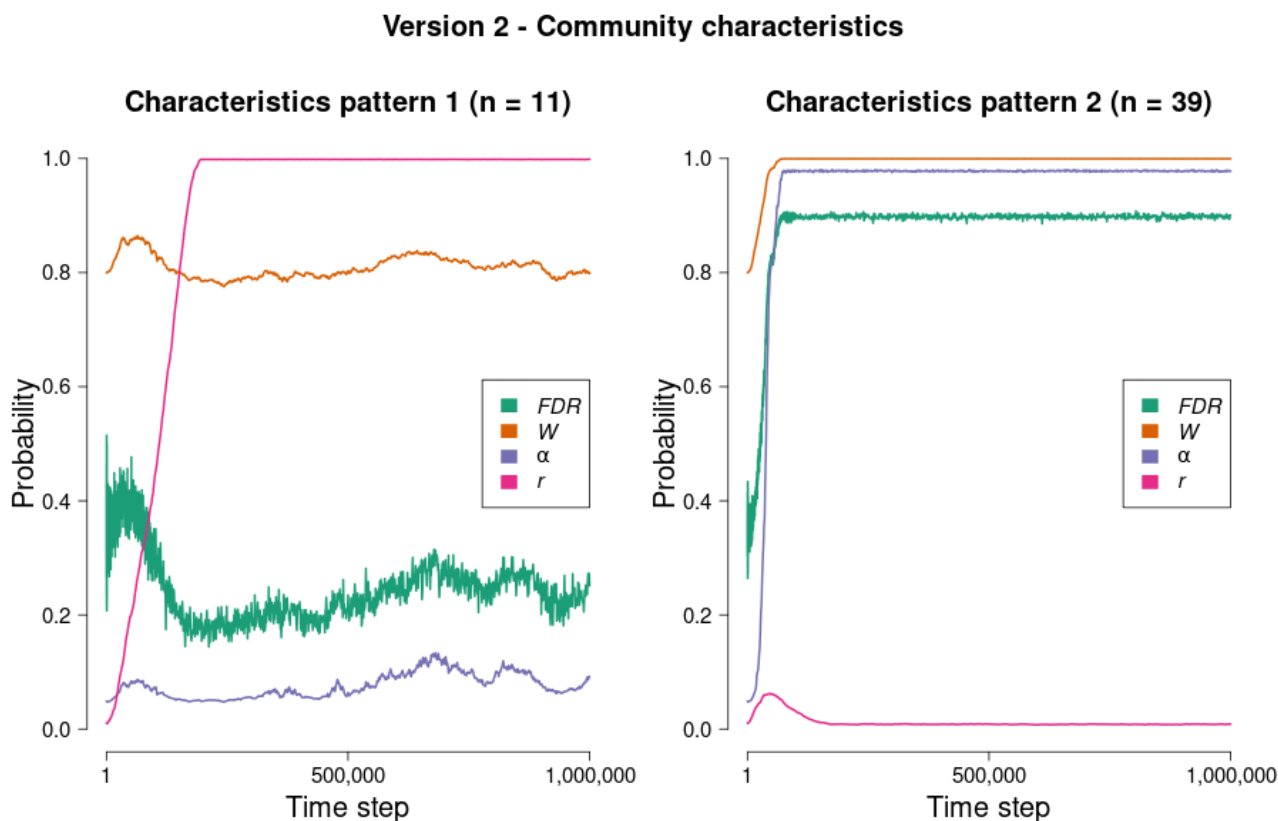 Version 2 - Community characteristics
Characteristics pattern 1 (n = 11)
Probability
1.0
0.8
0.6
0.4
0.2
0.0
FDR
W
α
r
1
500,000
1,000,000
Time step
Characteristics pattern 2 (n = 39)
Probability
1.0
0.8
0.6
0.4
0.2
0.0
FDR
W
α
r
1
500,000
1,000,000
Time step